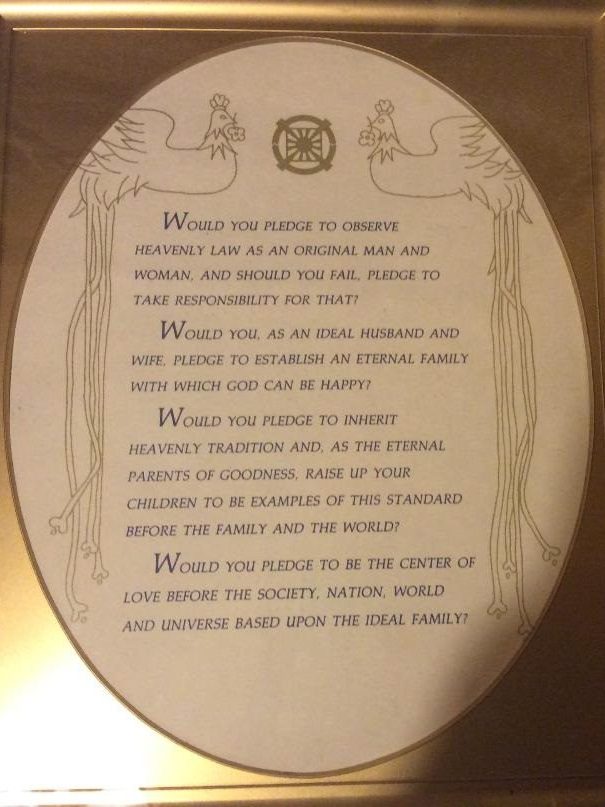 WOULD YOU PLEDGE TO OBSERVE
HEAVENLY LAW AS AN ORIGINAL MAN AND
WOMAN, AND SHOULD YOU FAIL, PLEDGE TO
TAKE RESPONSIBILITY FOR THAT?
WOULD YOU, AS AN IDEAL HUSBAND AND
WIFE, PLEDGE TO ESTABLISH AN ETERNAL FAMILY
WITH WHICH GOD CAN BE HAPPY?
WOULD YOU PLEDGE TO INHERIT
HEAVENLY TRADITION AND, AS THE ETERNAL
PARENTS OF GOODNESS, RAISE UP YOUR
CHILDREN TO BE EXAMPLES OF THIS STANDARD
BEFORE THE FAMILY AND THE WORLD?
WOULD YOU PLEDGE TO BE THE CENTER OF
LOVE BEFORE THE SOCIETY, NATION, WORLD
AND UNIVERSE BASED UPON THE IDEAL FAMILY?